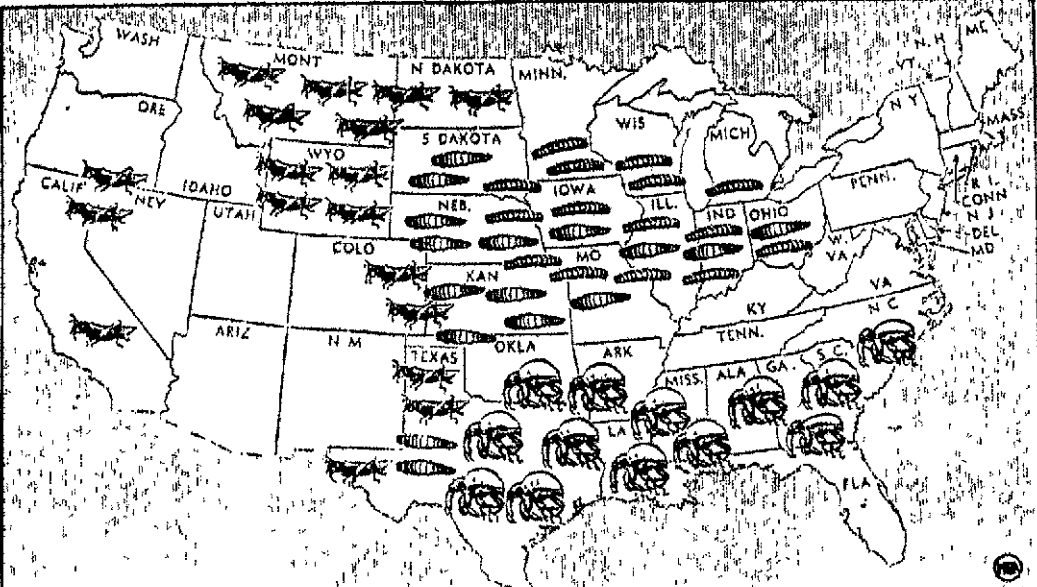 WASH
MONT
N DAKOTA
MINN.
N.H
ME
VT.
ORE
S DAKOTA
WIS
MICH
N Y
MASS
WYO
CALIF
NEV
IDAHO
UTAH
NEB.
IOWA
ILL.
IND
OHIO
PENN.
R I.
CONN
N J
DEL
MD
COLO
KAN
MO
W.
VA
KY
VA
N C
ARIZ
N M
TEXAS
OKLA
ARK
TENN.
MISS.
ALA
GA.
S C.
LA
FLA